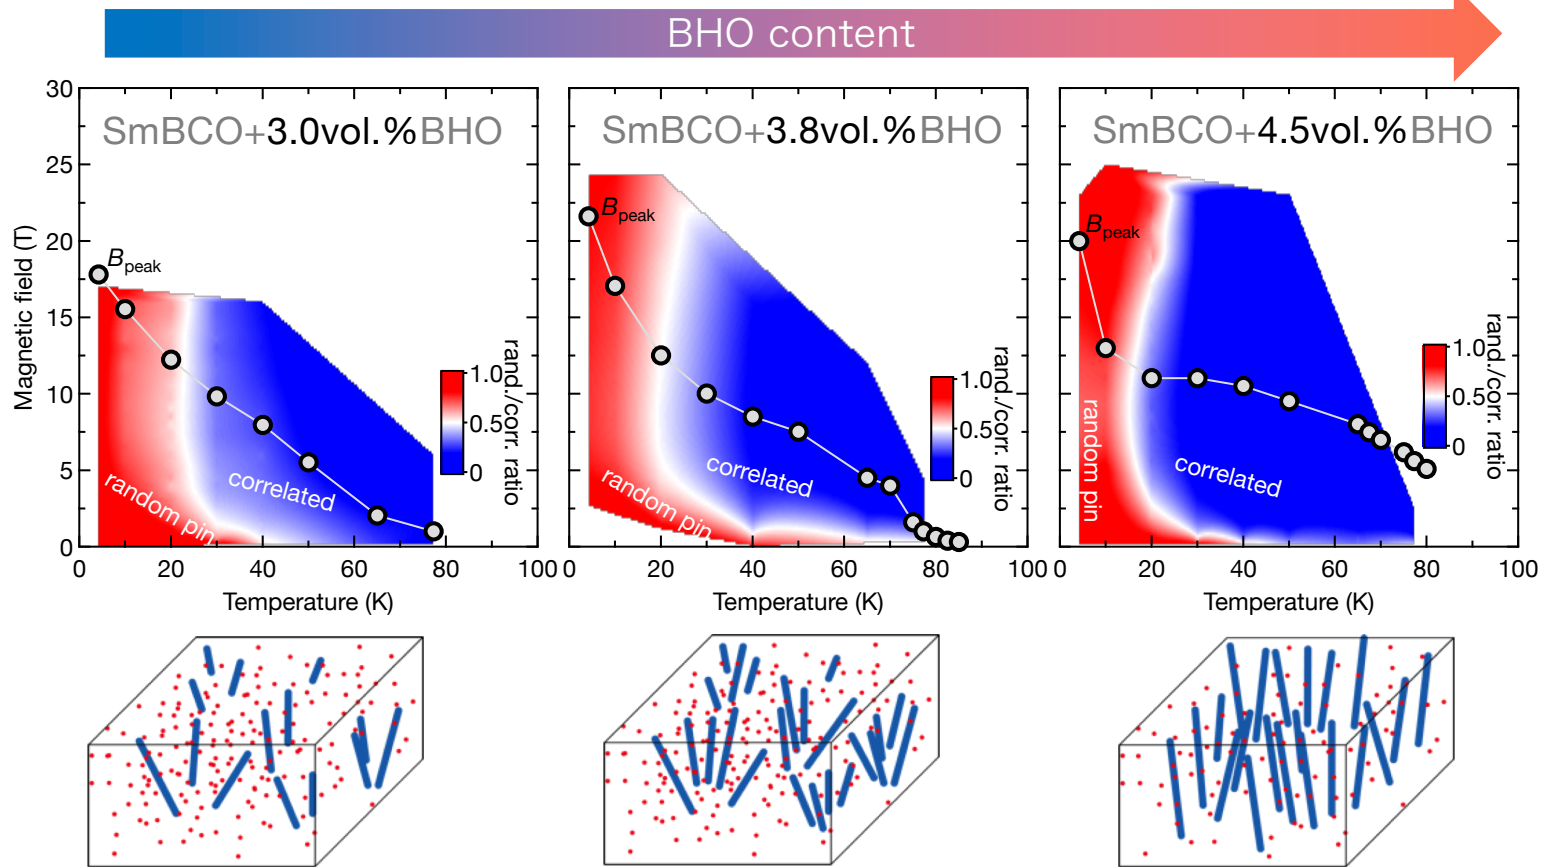 BHO content
30
25
20
15
10
5
0
Magnetic field (T)
SmBCO+3.0vol.%BHO
Bpeak
random pin
correlated
1.0
0.5
0
rand./corr. ratio
0 20 40 60 80 100
Temperature (K)
SmBCO+3.8vol.%BHO
Bpeak
random pin
correlated
1.0
0.5
0
rand./corr. ratio
0 20 40 60 80 100
Temperature (K)
SmBCO+4.5vol.%BHO
Bpeak
random pin
correlated
1.0
0.5
0
rand./corr. ratio
0 20 40 60 80 100
Temperature (K)